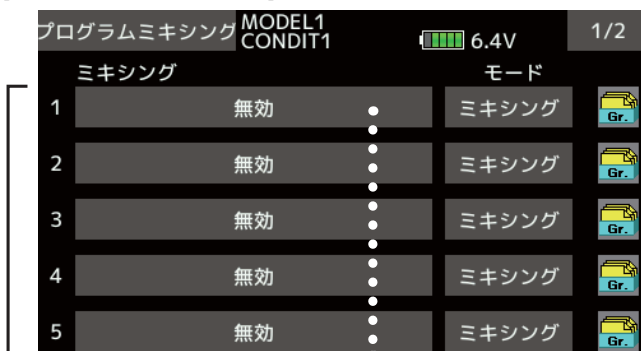 プログラムミキシング MODEL1 CONDIT1 6.4V 1/2
ミキシング モード
1 無効 ミキシング Gr.
2 無効 ミキシング Gr.
3 無効 ミキシング Gr.
4 無効 ミキシング Gr.
5 無効 ミキシング Gr.